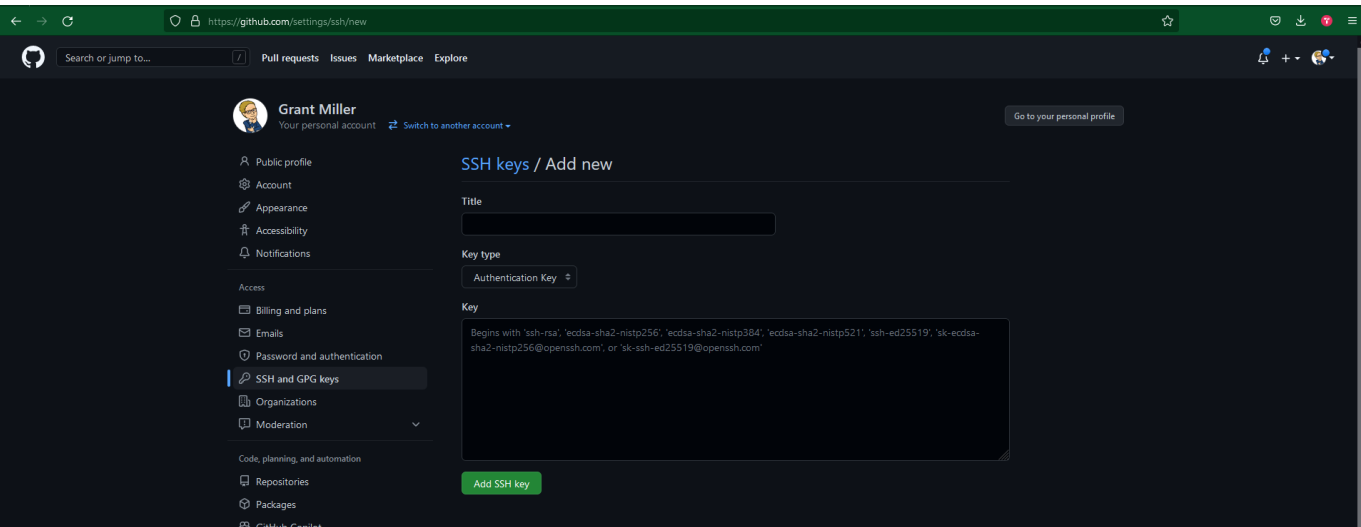 https://github.com/settings/ssh/new
Search or jump to...
/
Pull requests Issues Marketplace Explore
Grant Miller
Your personal account Switch to another account
Go to your personal profile
Public profile
Account
Appearance
Accessibility
Notifications
Access
Billing and plans
Emails
Password and authentication
SSH and GPG keys
Organizations
Moderation
Code, planning, and automation
Repositories
Packages
GitHub Copilot
SSH keys / Add new
Title
Key type
Authentication Key
Key
Begins with 'ssh-rsa', 'ecdsa-sha2-nistp256', 'ecdsa-sha2-nistp384', 'ecdsa-sha2-nistp521', 'ssh-ed25519', 'sk-ecdsa-
sha2-nistp256@openssh.com', or 'sk-ssh-ed25519@openssh.com'
Add SSH key